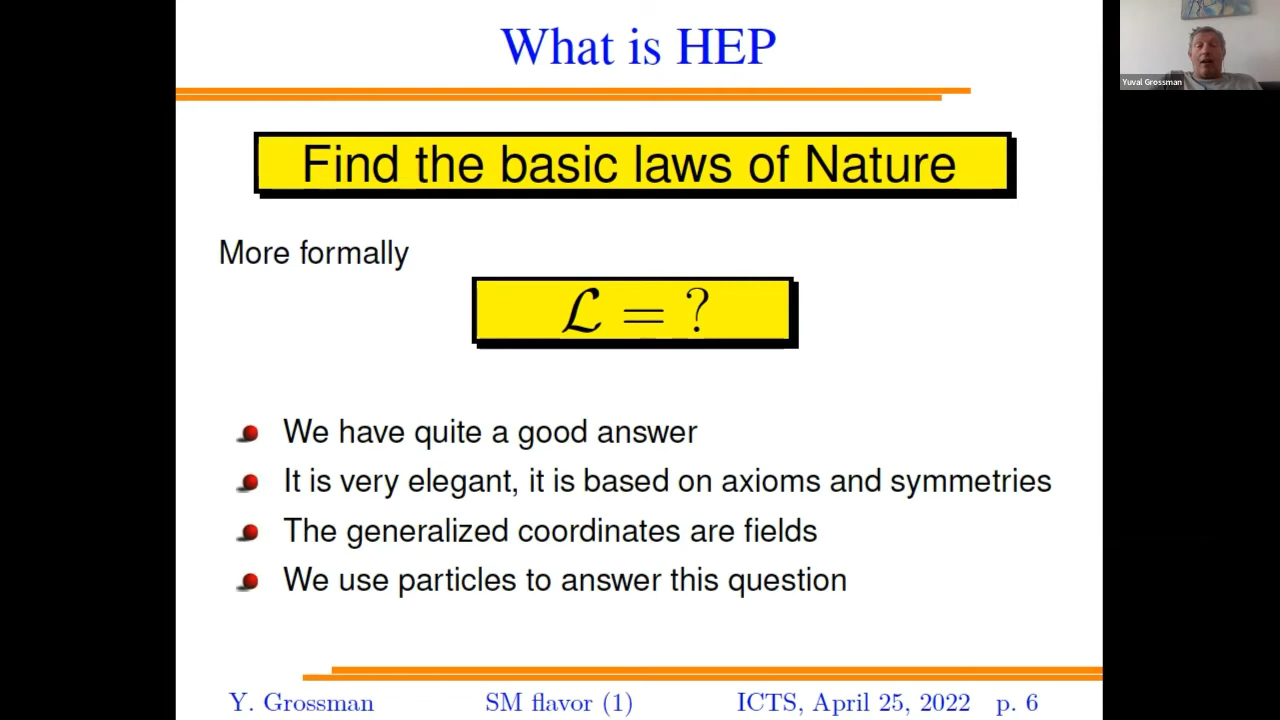 What is HEP
Yuval Grossman
Find the basic laws of Nature
More formally
ℒ = ?
We have quite a good answer
It is very elegant, it is based on axioms and symmetries
The generalized coordinates are fields
We use particles to answer this question
Y. Grossman SM flavor (1) ICTS, April 25, 2022 p. 6